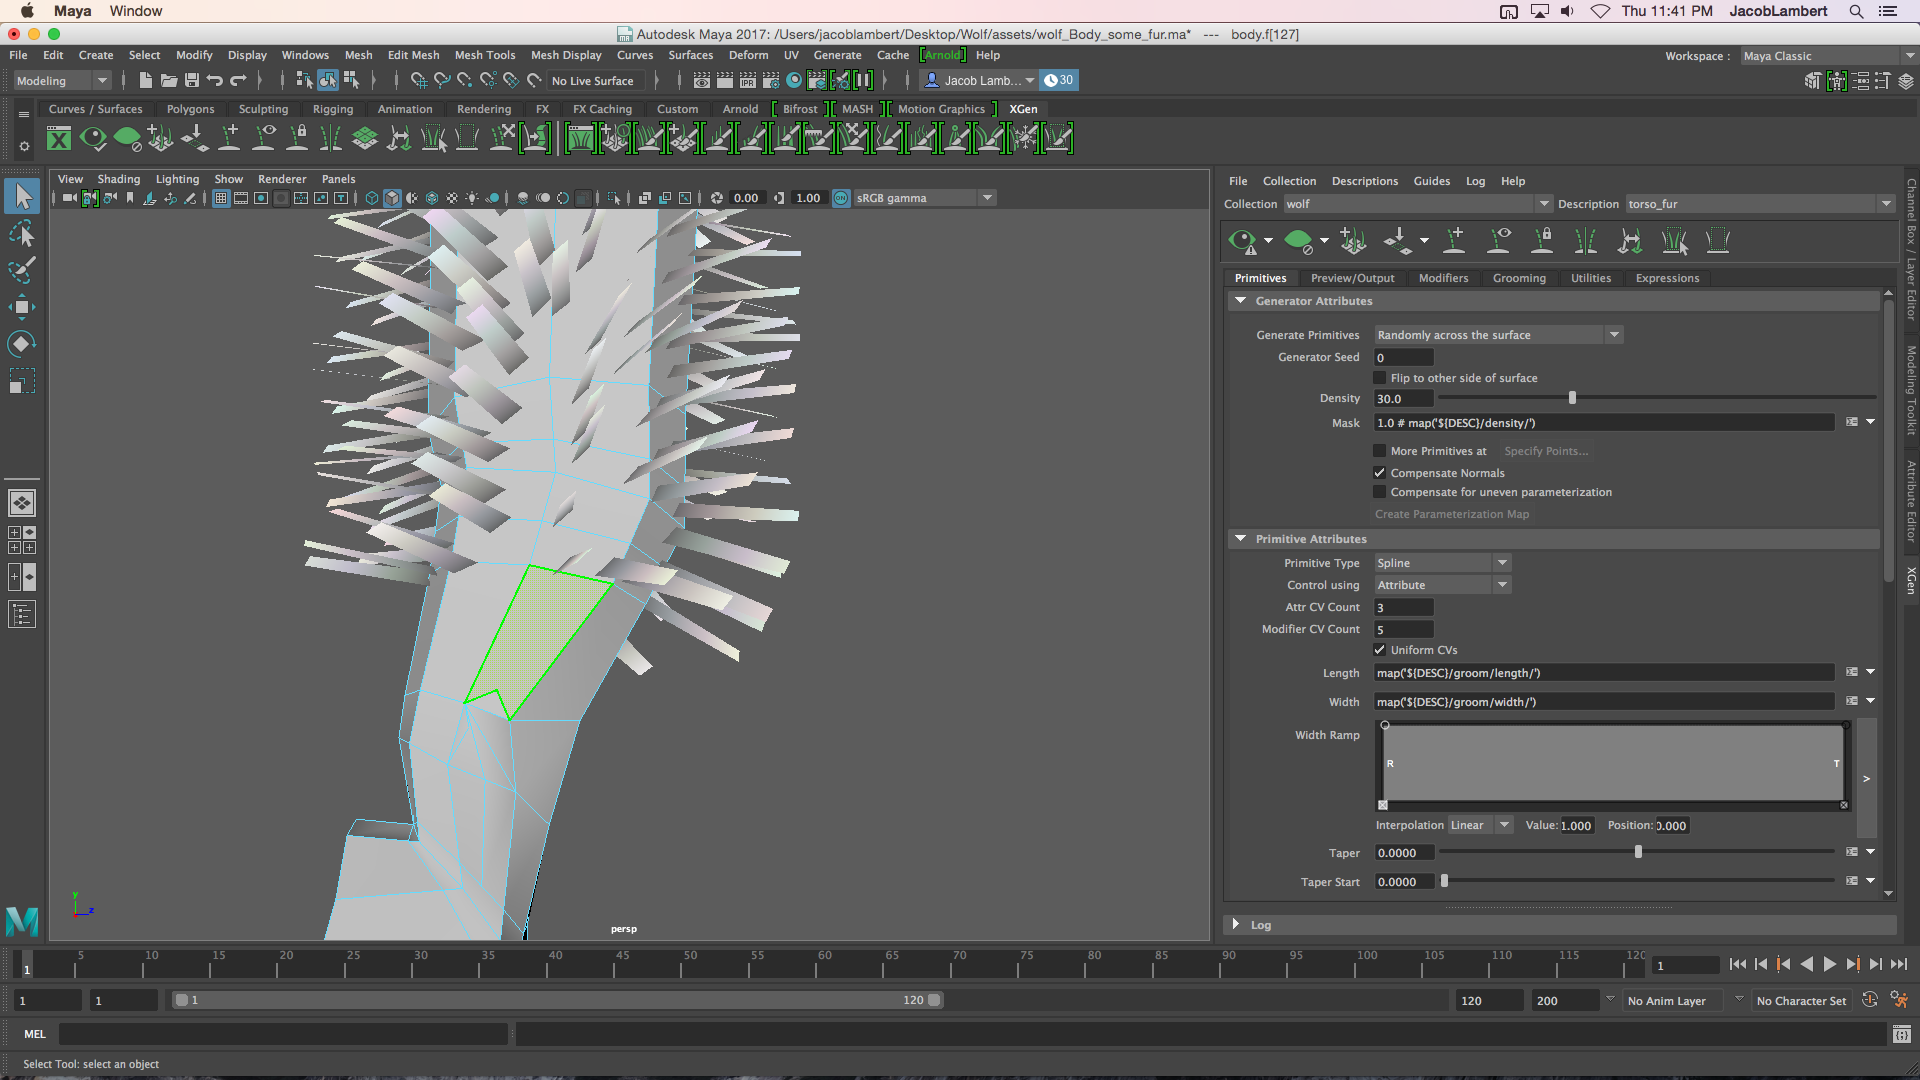 Maya Window Thu 11:41 PM JacobLambert
Autodesk Maya 2017: /Users/jacoblambert/Desktop/Wolf/assets/wolf_Body_some_fur.ma* --- body.f[127]
File Edit Create Select Modify Display Windows Mesh Edit Mesh Mesh Tools Mesh Display Curves Surfaces Deform UV Generate Cache [Arnold] Help Workspace : Maya Classic
Modeling No Live Surface IPR Jacob Lamb... 30
Curves / Surfaces Polygons Sculpting Rigging Animation Rendering FX FX Caching Custom Arnold Bifrost MASH Motion Graphics XGen
View Shading Lighting Show Renderer Panels
0.00 1.00 ON sRGB gamma
File Collection Descriptions Guides Log Help
Collection wolf Description torso_fur
Primitives Preview/Output Modifiers Grooming Utilities Expressions
Generator Attributes
Generate Primitives Randomly across the surface
Generator Seed 0
Flip to other side of surface
Density 30.0
Mask 1.0 # map('${DESC}/density/')
More Primitives at Specify Points...
Compensate Normals
Compensate for uneven parameterization
Create Parameterization Map
Primitive Attributes
Primitive Type Spline
Control using Attribute
Attr CV Count 3
Modifier CV Count 5
Uniform CVs
Length map('${DESC}/groom/length/')
Width map('${DESC}/groom/width/')
Width Ramp
R T
>
Interpolation Linear Value: 1.000 Position: 0.000
Taper 0.0000
Taper Start 0.0000
Log
Channel Box / Layer Editor
Modeling Toolkit
Attribute Editor
XGen
y
z
persp
1 5 10 15 20 25 30 35 40 45 50 55 60 65 70 75 80 85 90 95 100 105 110 115 120 1
1 1 1 120 120 200 No Anim Layer No Character Set
MEL
Select Tool: select an object